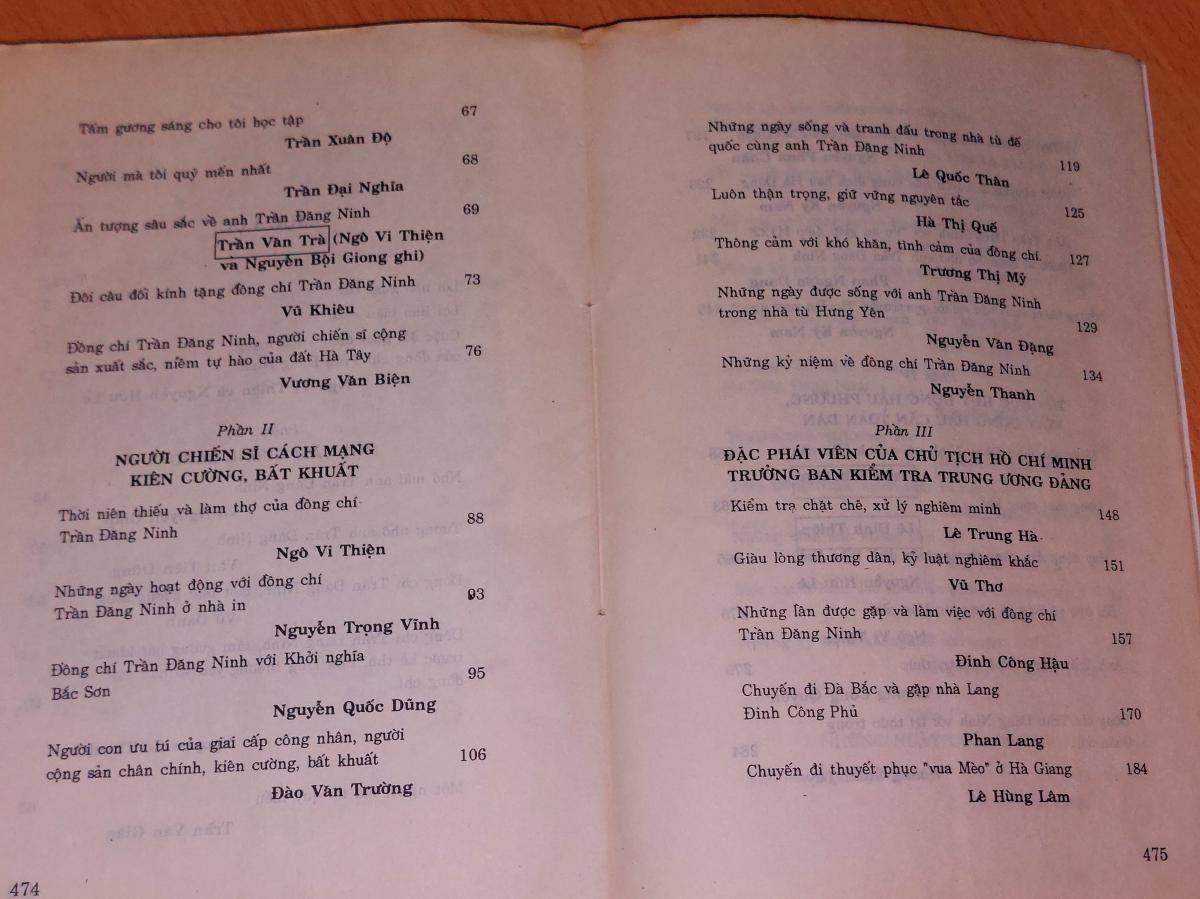 Tấm gương sáng cho tôi học tập 67
Trần Xuân Độ
Người mà tôi quý mến nhất 68
Trần Đại Nghĩa
Ấn tượng sâu sắc về anh Trần Đăng Ninh 69
Trần Văn Trà (Ngô Vi Thiện
và Nguyễn Bội Giong ghi)
Đôi câu đối kính tặng đồng chí Trần Đăng Ninh 73
Vũ Khiêu
Đồng chí Trần Đăng Ninh, người chiến sĩ cộng
sản xuất sắc, niềm tự hào của đất Hà Tây 76
Vương Văn Biện
Phần II
NGƯỜI CHIẾN SĨ CÁCH MẠNG
KIÊN CƯỜNG, BẤT KHUẤT
Thời niên thiếu và làm thợ của đồng chí
Trần Đăng Ninh 88
Ngô Vi Thiện
Những ngày hoạt động với đồng chí
Trần Đăng Ninh ở nhà in 93
Nguyễn Trọng Vĩnh
Đồng chí Trần Đăng Ninh với Khởi nghĩa
Bắc Sơn 95
Nguyễn Quốc Dũng
Người con ưu tú của giai cấp công nhân, người
cộng sản chân chính, kiên cường, bất khuất 106
Đào Văn Trường
474
Những ngày sống và tranh đấu trong nhà tù đế
quốc cùng anh Trần Đăng Ninh 119
Lê Quốc Thân
Luôn thận trọng, giữ vững nguyên tắc 125
Hà Thị Quế
Thông cảm với khó khăn, tình cảm của đồng chí. 127
Trương Thị Mỹ
Những ngày được sống với anh Trần Đăng Ninh
trong nhà tù Hưng Yên 129
Nguyễn Văn Đặng
Những kỷ niệm về đồng chí Trần Đăng Ninh 134
Nguyễn Thanh
Phần III
ĐẶC PHÁI VIÊN CỦA CHỦ TỊCH HỒ CHÍ MINH
TRƯỞNG BAN KIỂM TRA TRUNG ƯƠNG ĐẢNG
Kiểm tra chặt chẽ, xử lý nghiêm minh 148
Lê Trung Hà
Giàu lòng thương dân, kỷ luật nghiêm khắc 151
Vũ Thơ
Những lần được gặp và làm việc với đồng chí
Trần Đăng Ninh 157
Đinh Công Hậu
Chuyến đi Đà Bắc và gặp nhà Lang
Đinh Công Phủ 170
Phan Lang
Chuyến đi thuyết phục "vua Mèo" ở Hà Giang 184
Lê Hùng Lâm
475